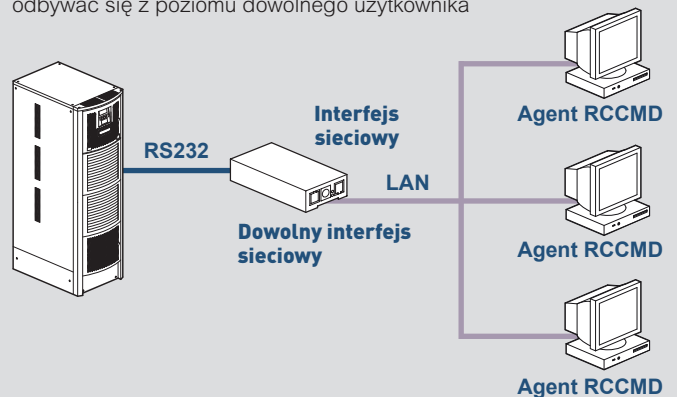 odbywać się z poziomu dowolnego użytkownika
Agent RCCMD
Interfejs
sieciowy
RS232
LAN
Dowolny interfejs
sieciowy
Agent RCCMD
Agent RCCMD